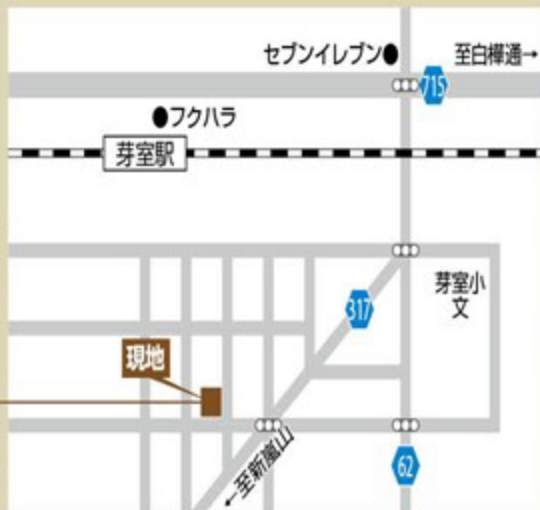 セブンイレブン●
至白樺通→
715
●フクハラ
芽室駅
芽室小
文
317
現地
←至新嵐山
62